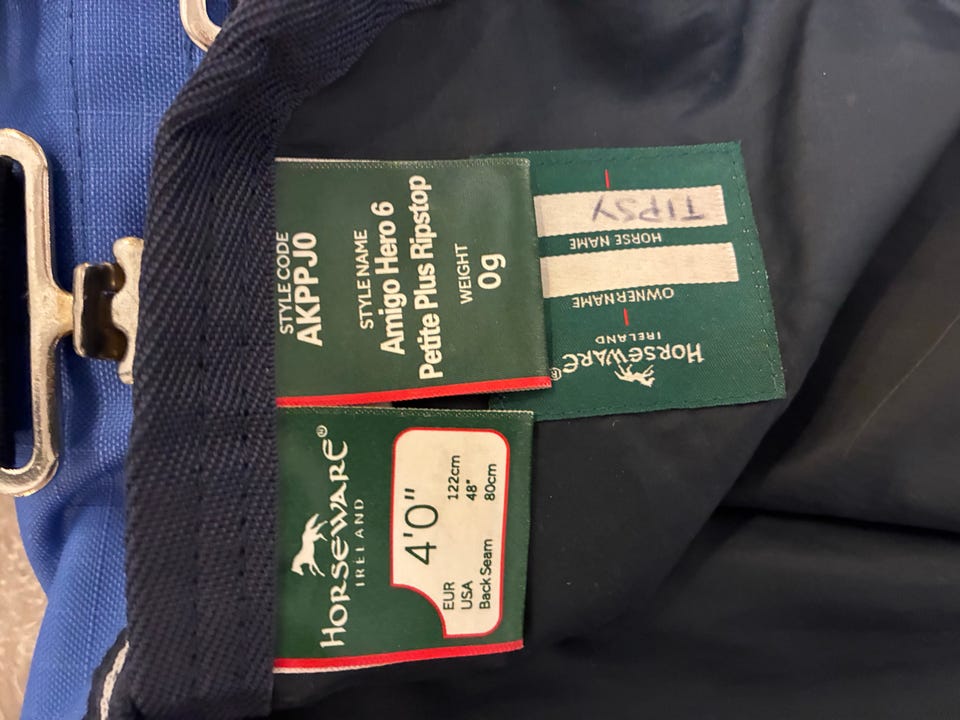 STYLE CODE
AKPPJ0
STYLE NAME
Amigo Hero 6
Petite Plus Ripstop
WEIGHT
0g
HORSEWARE®
IRELAND
4'0"
EUR 122cm
USA 48"
Back Seam 80cm
HORSEWARE®
IRELAND
OWNERNAME
HORSE NAME
TIPSY